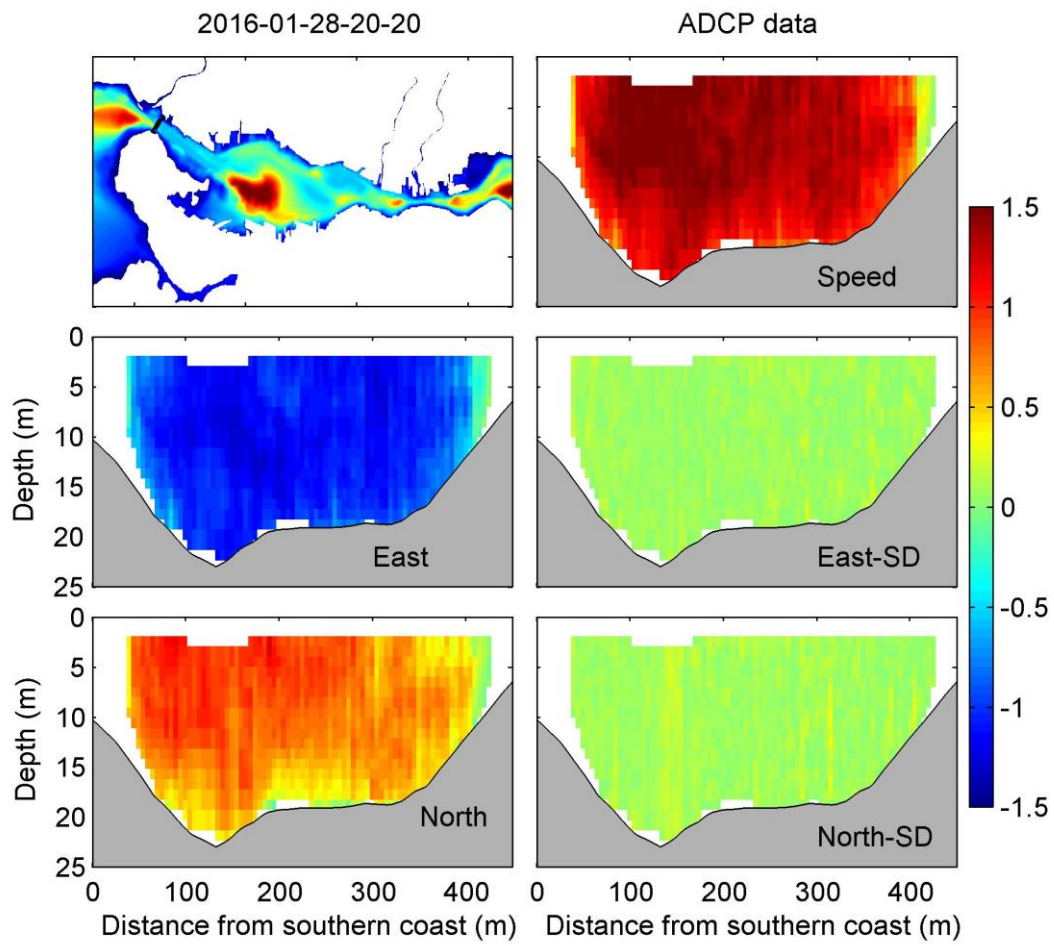 2016-01-28-20-20
ADCP data
Speed
1.5
1
0.5
0
-0.5
-1
-1.5
0
5
10
15
20
25
Depth (m)
East
East-SD
0
5
10
15
20
25
Depth (m)
North
North-SD
0 100 200 300 400
0 100 200 300 400
Distance from southern coast (m)
Distance from southern coast (m)